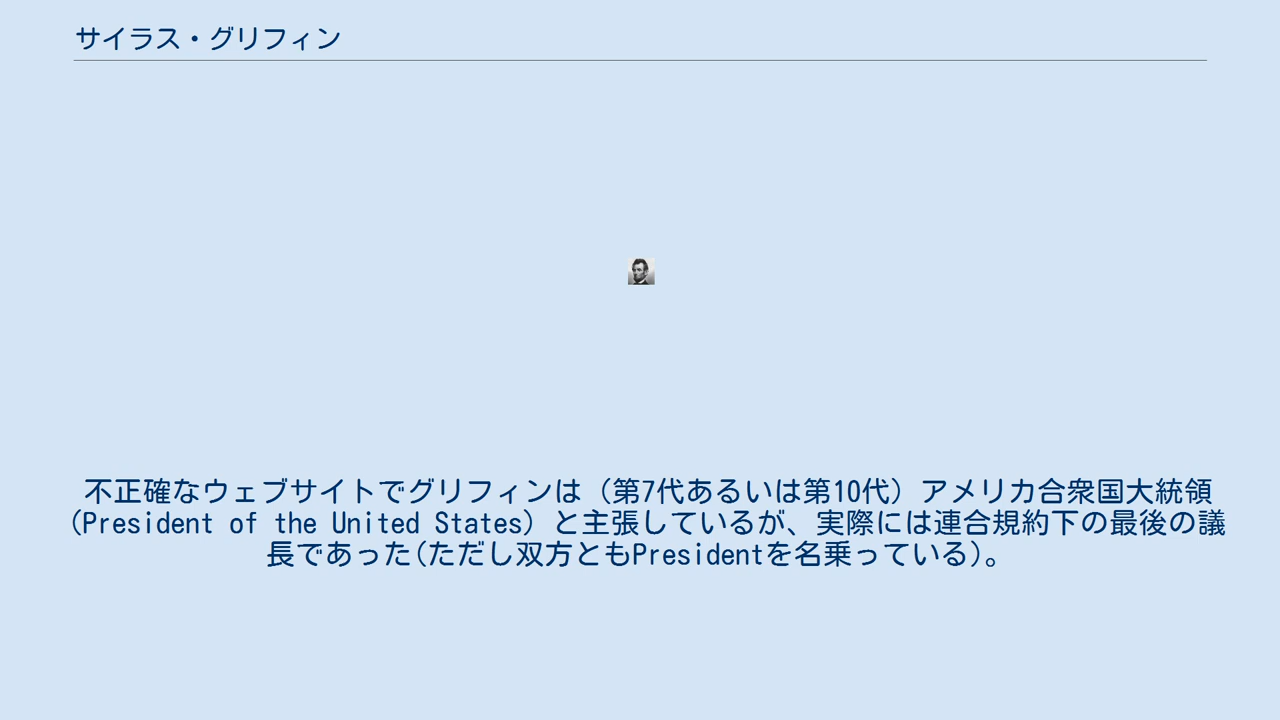 サイラス・グリフィン
不正確なウェブサイトでグリフィンは（第7代あるいは第10代）アメリカ合衆国大統領
(President of the United States) と主張しているが、実際には連合規約下の最後の議
長であった(ただし双方ともPresidentを名乗っている)。